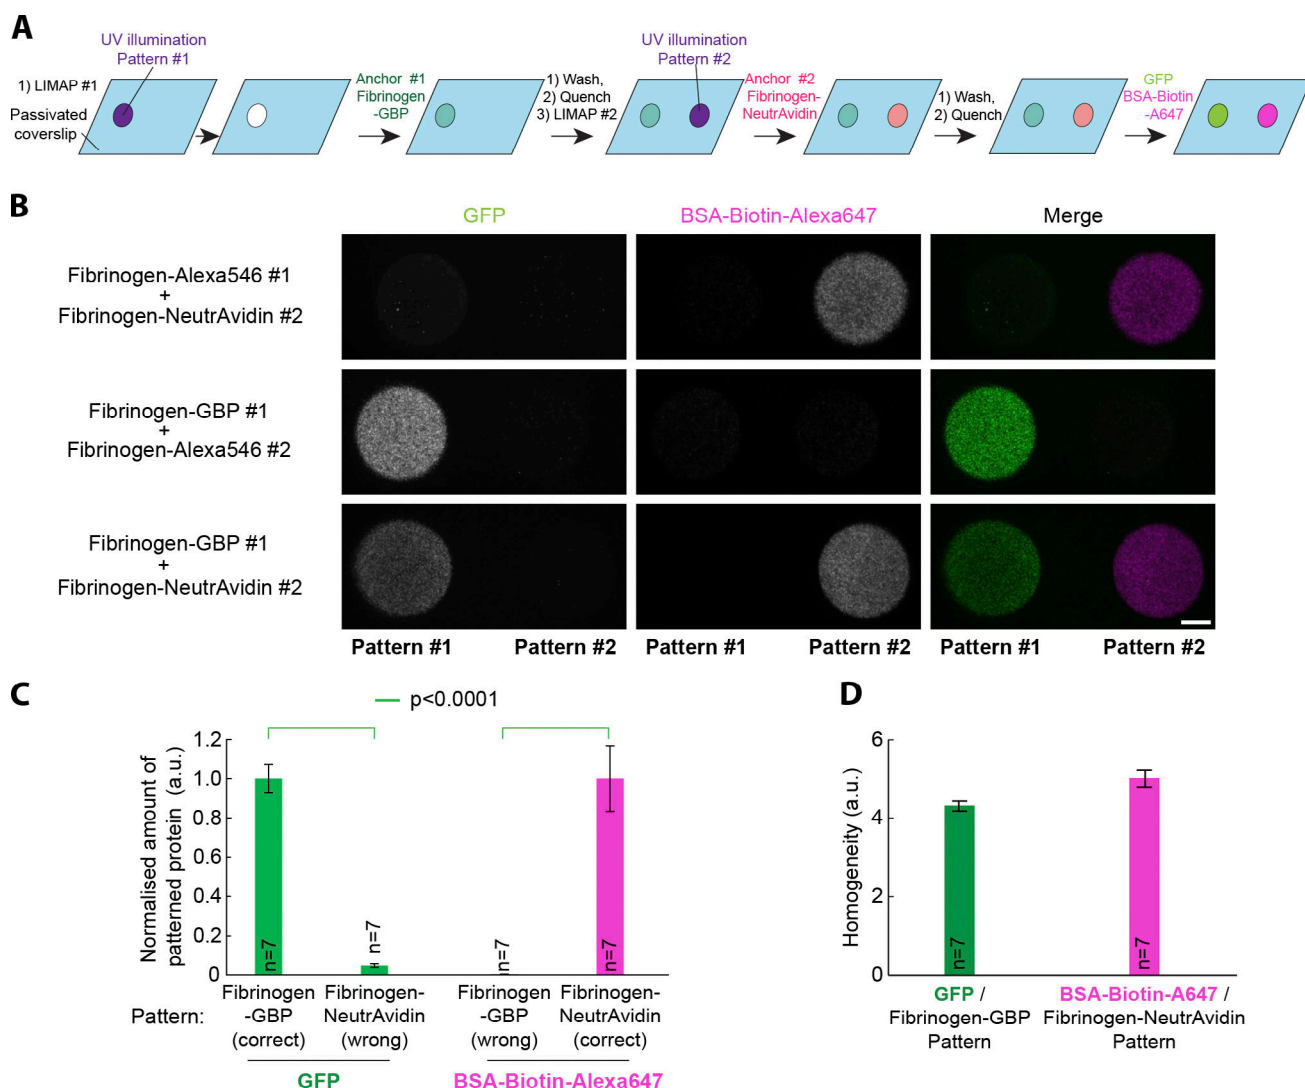 A
UV illumination
Pattern #1
1) LIMAP #1
Passivated
coverslip
Anchor #1
Fibrinogen
-GBP
1) Wash,
2) Quench
3) LIMAP #2
UV illumination
Pattern #2
Anchor #2
Fibrinogen-
NeutrAvidin
1) Wash,
2) Quench
GFP
BSA-Biotin
-A647
B
GFP
BSA-Biotin-Alexa647
Merge
Fibrinogen-Alexa546 #1
+
Fibrinogen-NeutrAvidin #2
Fibrinogen-GBP #1
+
Fibrinogen-Alexa546 #2
Fibrinogen-GBP #1
+
Fibrinogen-NeutrAvidin #2
Pattern #1
Pattern #2
Pattern #1
Pattern #2
Pattern #1
Pattern #2
C
p<0.0001
Normalised amount of
patterned protein (a.u.)
1.2
1.0
0.8
0.6
0.4
0.2
0
n=7
n=7
n=7
n=7
Pattern:
Fibrinogen
-GBP
(correct)
Fibrinogen-
NeutrAvidin
(wrong)
Fibrinogen
-GBP
(wrong)
Fibrinogen-
NeutrAvidin
(correct)
GFP
BSA-Biotin-Alexa647
D
Homogeneity (a.u.)
6
4
2
0
n=7
n=7
GFP /
Fibrinogen-GBP
Pattern
BSA-Biotin-A647 /
Fibrinogen-NeutrAvidin
Pattern